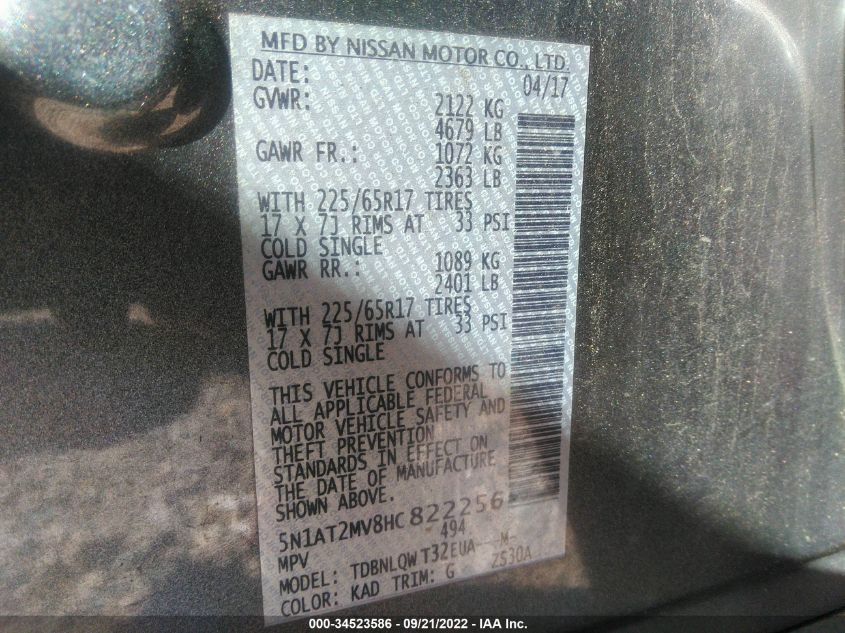 MFD BY NISSAN MOTOR CO., LTD.
DATE: 04/17
GVWR: 2122 KG
4679 LB
GAWR FR.: 1072 KG
2363 LB
WITH 225/65R17 TIRES
17 X 7J RIMS AT 33 PSI
COLD SINGLE
GAWR RR.: 1089 KG
2401 LB
WITH 225/65R17 TIRES
17 X 7J RIMS AT 33 PSI
COLD SINGLE
THIS VEHICLE CONFORMS TO
ALL APPLICABLE FEDERAL
MOTOR VEHICLE SAFETY AND
THEFT PREVENTION
STANDARDS IN EFFECT ON
THE DATE OF MANUFACTURE
SHOWN ABOVE.
5N1AT2MV8HC822256
MPV 494
MODEL: TDBNLQWT32EUA---M-
COLOR: KAD TRIM: G ZS30A
000-34523586 - 09/21/2022 - IAA Inc.